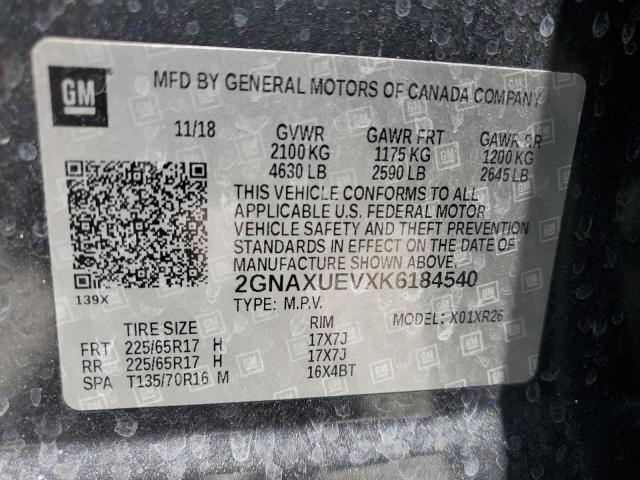 GM
MFD BY GENERAL MOTORS OF CANADA COMPANY
11/18 GVWR GAWR FRT GAWR RR
2100 KG 1175 KG 1200 KG
4630 LB 2590 LB 2645 LB
THIS VEHICLE CONFORMS TO ALL
APPLICABLE U.S. FEDERAL MOTOR
VEHICLE SAFETY AND THEFT PREVENTION
STANDARDS IN EFFECT ON THE DATE OF
MANUFACTURE SHOWN ABOVE.
139X
2GNAXUEVXK6184540
TYPE: M.P.V. MODEL: X01XR26
TIRE SIZE RIM
FRT 225/65R17 H 17X7J
RR 225/65R17 H 17X7J
SPA T135/70R16 M 16X4BT